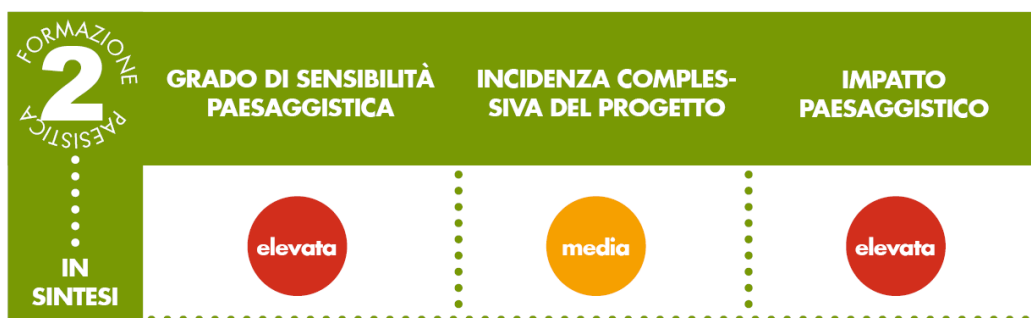 FORMAZIONE
2
PAESISTICA
IN
SINTESI
GRADO DI SENSIBILITÀ
PAESAGGISTICA
INCIDENZA COMPLES-
SIVA DEL PROGETTO
IMPATTO
PAESAGGISTICO
elevata
media
elevata